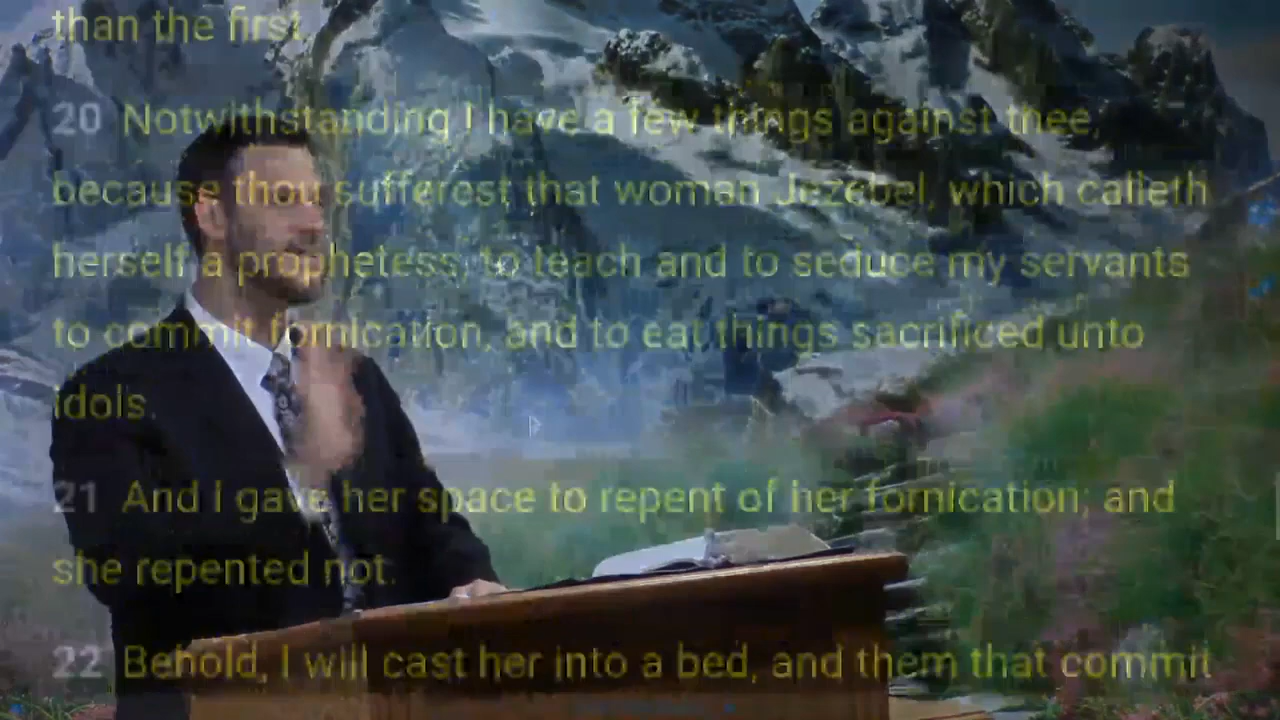 than the first.
20 Notwithstanding I have a few things against thee,
because thou sufferest that woman Jezebel, which calleth
herself a prophetess, to teach and to seduce my servants
to commit fornication, and to eat things sacrificed unto
idols.
21 And I gave her space to repent of her fornication; and
she repented not.
22 Behold, I will cast her into a bed, and them that commit